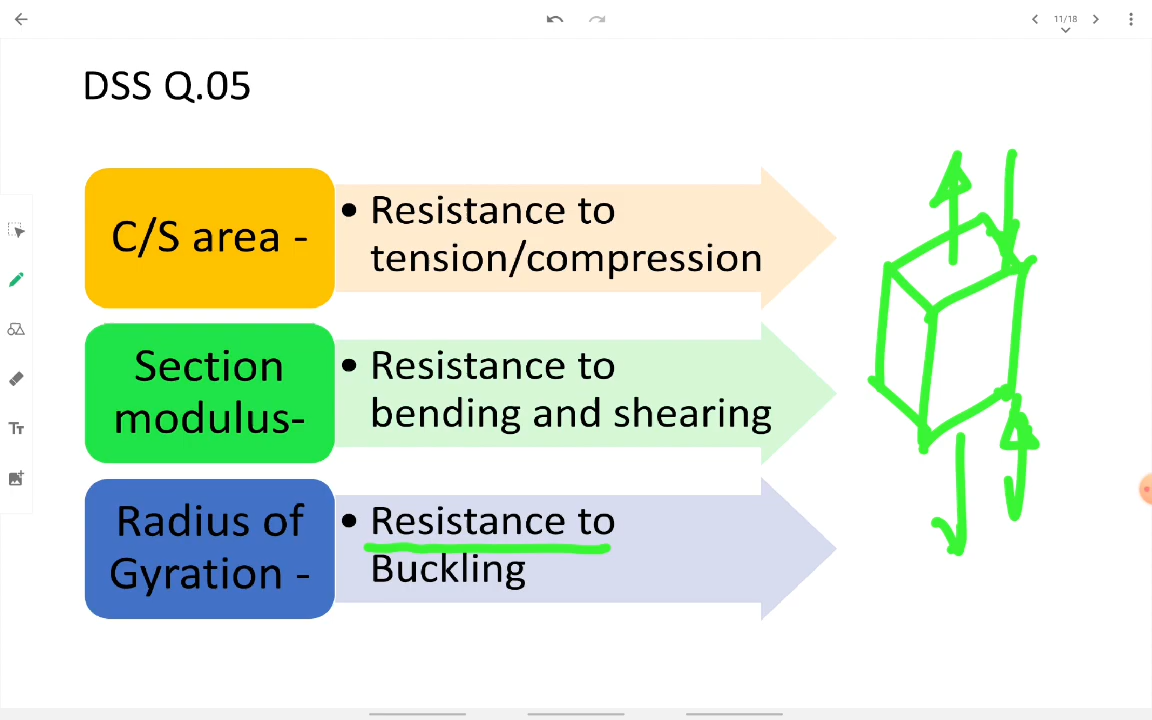 11/18
DSS Q.05
C/S area -
• Resistance to
tension/compression
Section
modulus-
• Resistance to
bending and shearing
Radius of
Gyration -
• Resistance to
Buckling
Tт